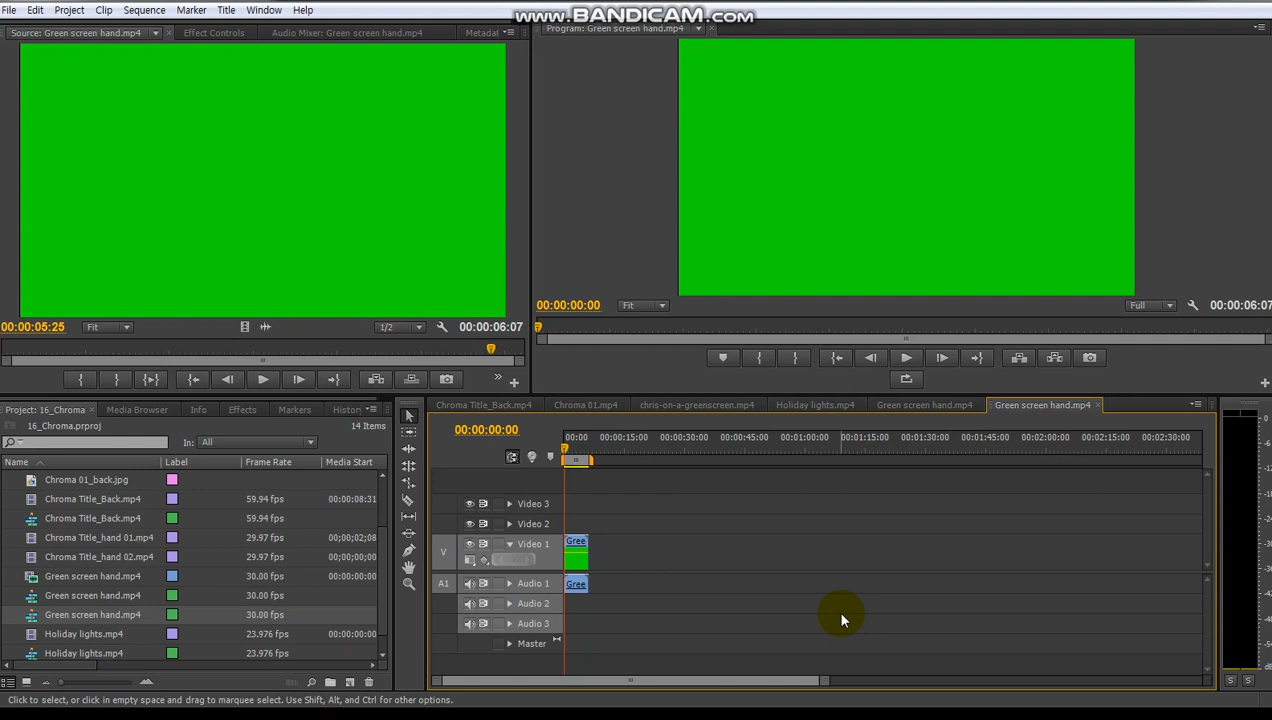 File Edit Project Clip Sequence Marker Title Window Help
www.BANDICAM.com
Source: Green screen hand.mp4 Effect Controls Audio Mixer: Green screen hand.mp4 Metadat
Program: Green screen hand.mp4
00:00:05:25 Fit 1/2 00:00:06:07
00:00:00:00 Fit Full 00:00:06:07
Project: 16_Chroma Media Browser Info Effects Markers Histor
16_Chroma.prproj 14 Items
In: All
Name Label Frame Rate Media Start
Chroma 01_back.jpg
Chroma Title_Back.mp4 59.94 fps 00:00:08:31
Chroma Title_Back.mp4 59.94 fps
Chroma Title_hand 01.mp4 29.97 fps 00;00;02;08
Chroma Title_hand 02.mp4 29.97 fps 00;00;00;00
Green screen hand.mp4 30.00 fps 00:00:00:00
Green screen hand.mp4 30.00 fps
Green screen hand.mp4 30.00 fps
Holiday lights.mp4 23.976 fps 00:00:00:00
Holiday lights.mp4 23.976 fps
Chroma Title_Back.mp4 Chroma 01.mp4 chris-on-a-greenscreen.mp4 Holiday lights.mp4 Green screen hand.mp4 Green screen hand.mp4
00:00:00:00
00:00 00:00:15:00 00:00:30:00 00:00:45:00 00:01:00:00 00:01:15:00 00:01:30:00 00:01:45:00 00:02:00:00 00:02:15:00 00:02:30:00
Video 3
Video 2
V Video 1 Gree
A1 Audio 1 Gree
Audio 2
Audio 3
Master
0
-6
-12
-18
-24
-30
-36
-42
-48
-54
S S
Click to select, or click in empty space and drag to marquee select. Use Shift, Alt, and Ctrl for other options.